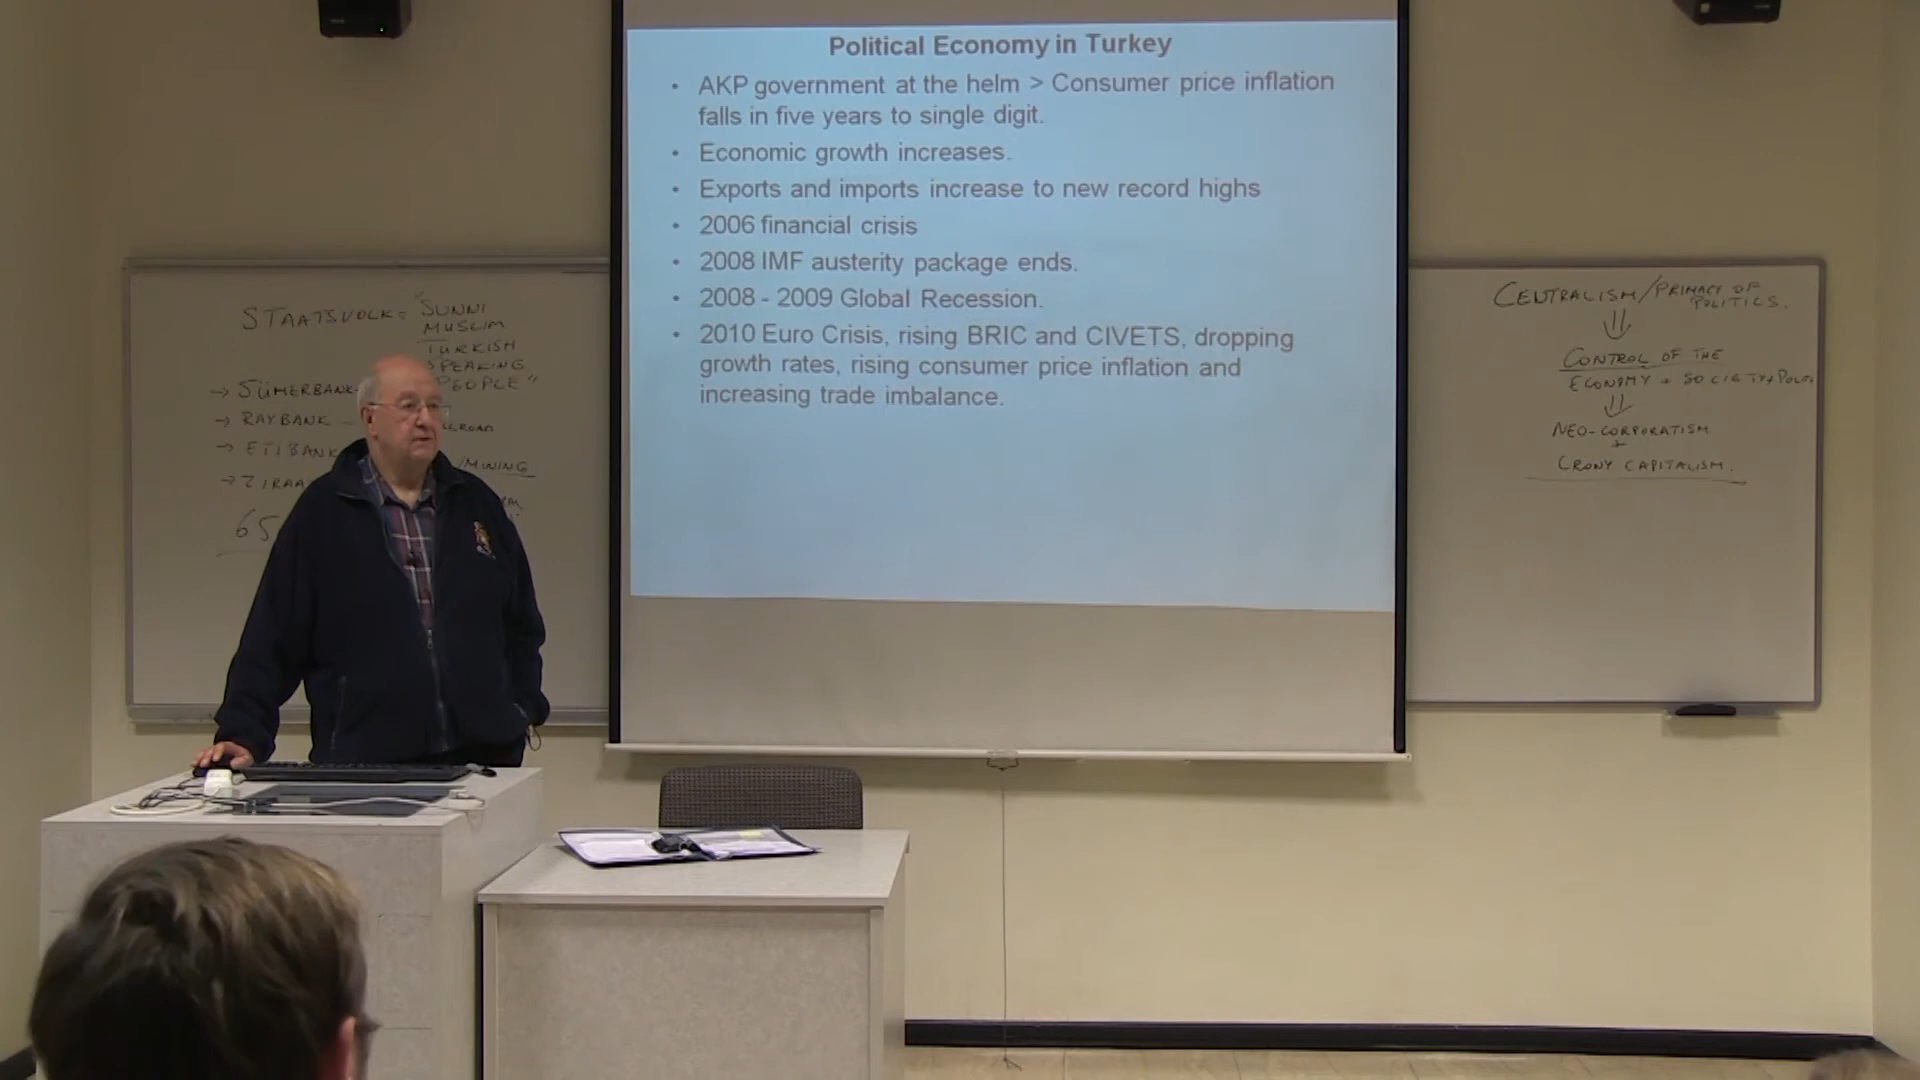 Political Economy in Turkey
• AKP government at the helm > Consumer price inflation
falls in five years to single digit.
• Economic growth increases.
• Exports and imports increase to new record highs
• 2006 financial crisis
• 2008 IMF austerity package ends.
• 2008 - 2009 Global Recession.
• 2010 Euro Crisis, rising BRIC and CIVETS, dropping
growth rates, rising consumer price inflation and
increasing trade imbalance.
STAATSVOLK = "SUNNI
MUSLIM
TURKISH
SPEAKING
PEOPLE"
→ SÜMERBANK
→ RAYBANK –
→ ETIBANK /MINING
→ ZIRAA
65
CENTRALISM/PRIMACY OF
POLITICS.
⇓
CONTROL OF THE
ECONOMY + SOCIETY +
⇓
NEO-CORPORATISM
+
CRONY CAPITALISM.